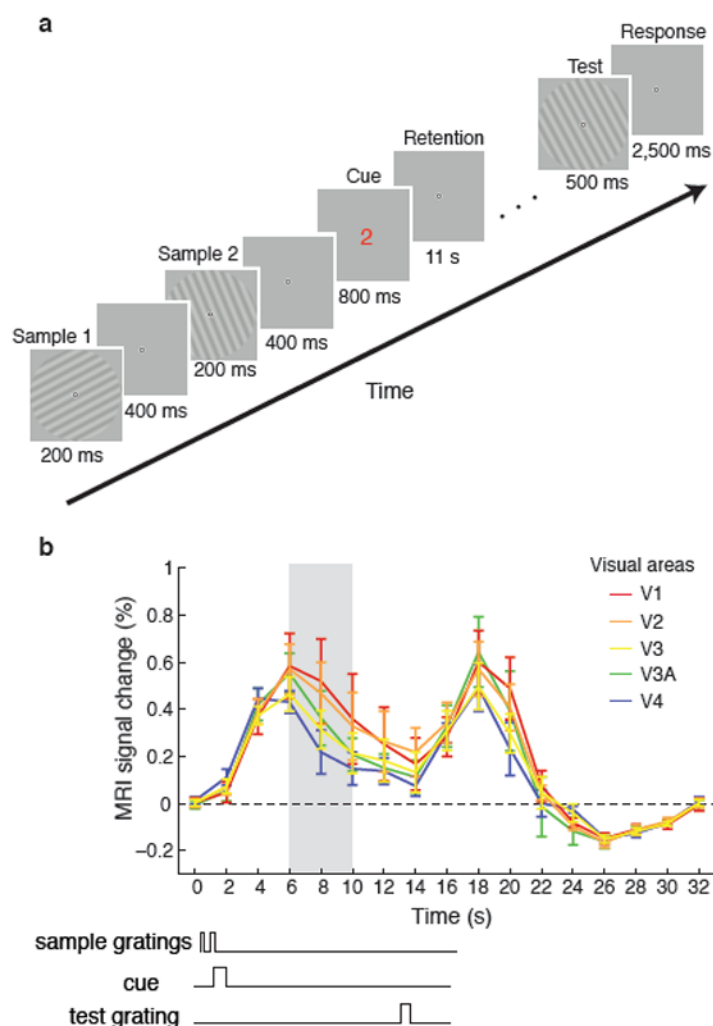 a
Sample 1
200 ms
400 ms
Sample 2
200 ms
400 ms
Cue
2
800 ms
Retention
11 s
Test
500 ms
Response
2,500 ms
Time
b
MRI signal change (%)
1
0.8
0.6
0.4
0.2
0
−0.2
Visual areas
V1
V2
V3
V3A
V4
0 2 4 6 8 10 12 14 16 18 20 22 24 26 28 30 32
Time (s)
sample gratings
cue
test grating